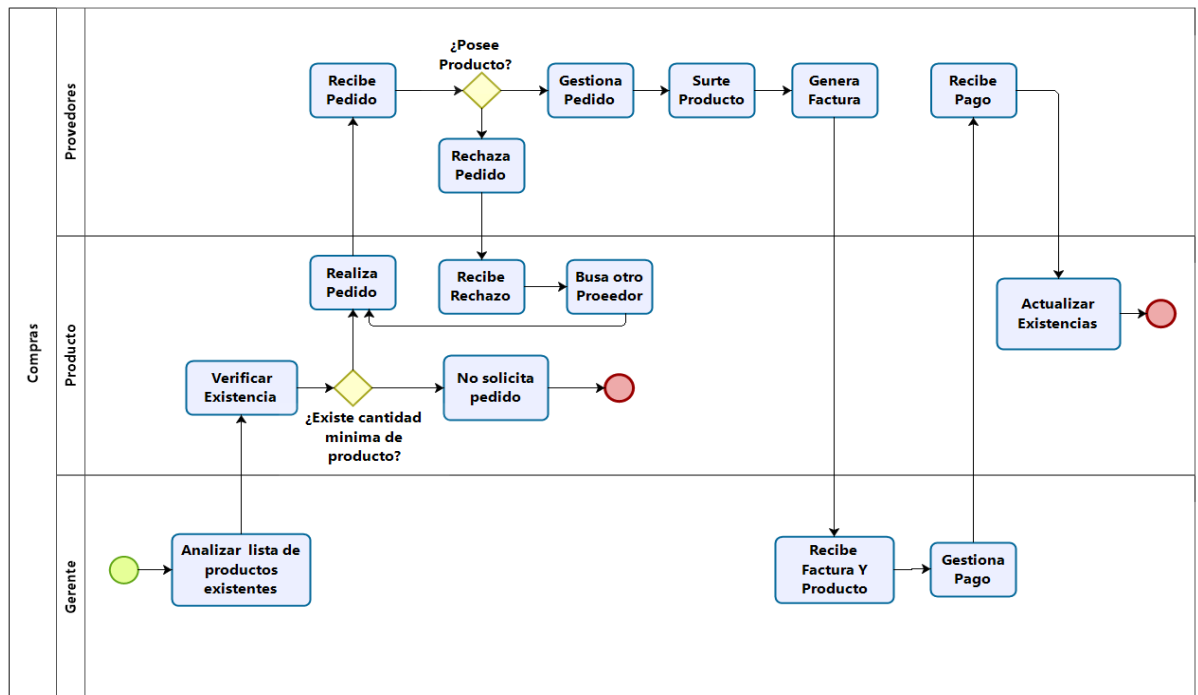 Compras
Provedores
Recibe
Pedido
¿Posee
Producto?
Gestiona
Pedido
Surte
Producto
Genera
Factura
Recibe
Pago
Rechaza
Pedido
Producto
Realiza
Pedido
Recibe
Rechazo
Busa otro
Proeedor
Actualizar
Existencias
Verificar
Existencia
¿Existe cantidad
minima de
producto?
No solicita
pedido
Gerente
Analizar lista de
productos
existentes
Recibe
Factura Y
Producto
Gestiona
Pago